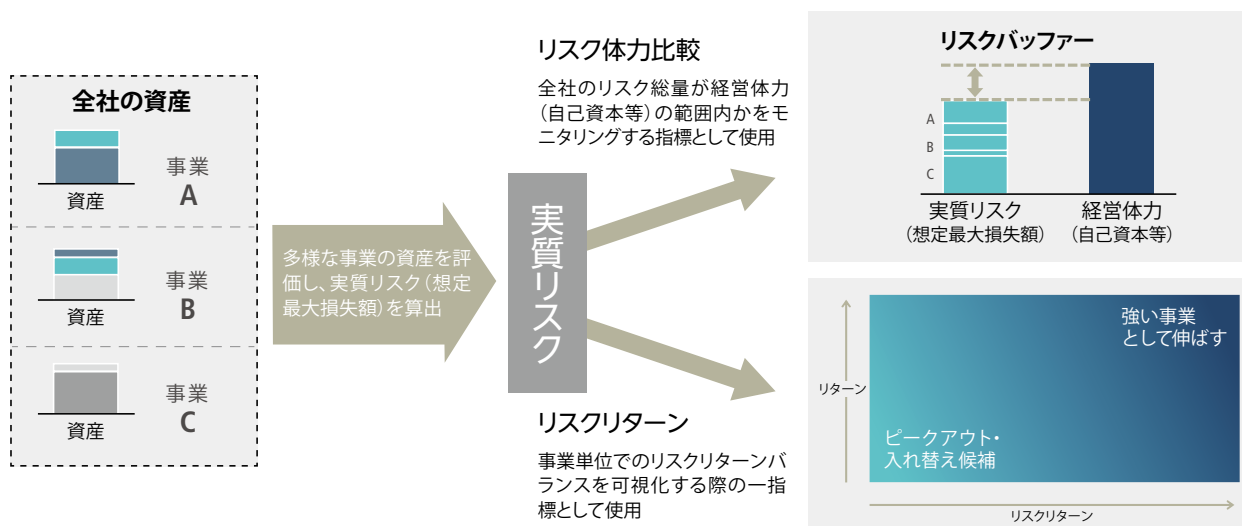 全社の資産
資産
事業
A
資産
事業
B
資産
事業
C
多様な事業の資産を評
価し、実質リスク（想定
最大損失額）を算出
実質リスク
リスク体力比較
全社のリスク総量が経営体力
（自己資本等）の範囲内かをモ
ニタリングする指標として使用
リスクリターン
事業単位でのリスクリターンバ
ランスを可視化する際の一指
標として使用
リスクバッファー
A
B
C
実質リスク
（想定最大損失額）
経営体力
（自己資本等）
リターン
強い事業
として伸ばす
ピークアウト・
入れ替え候補
リスクリターン